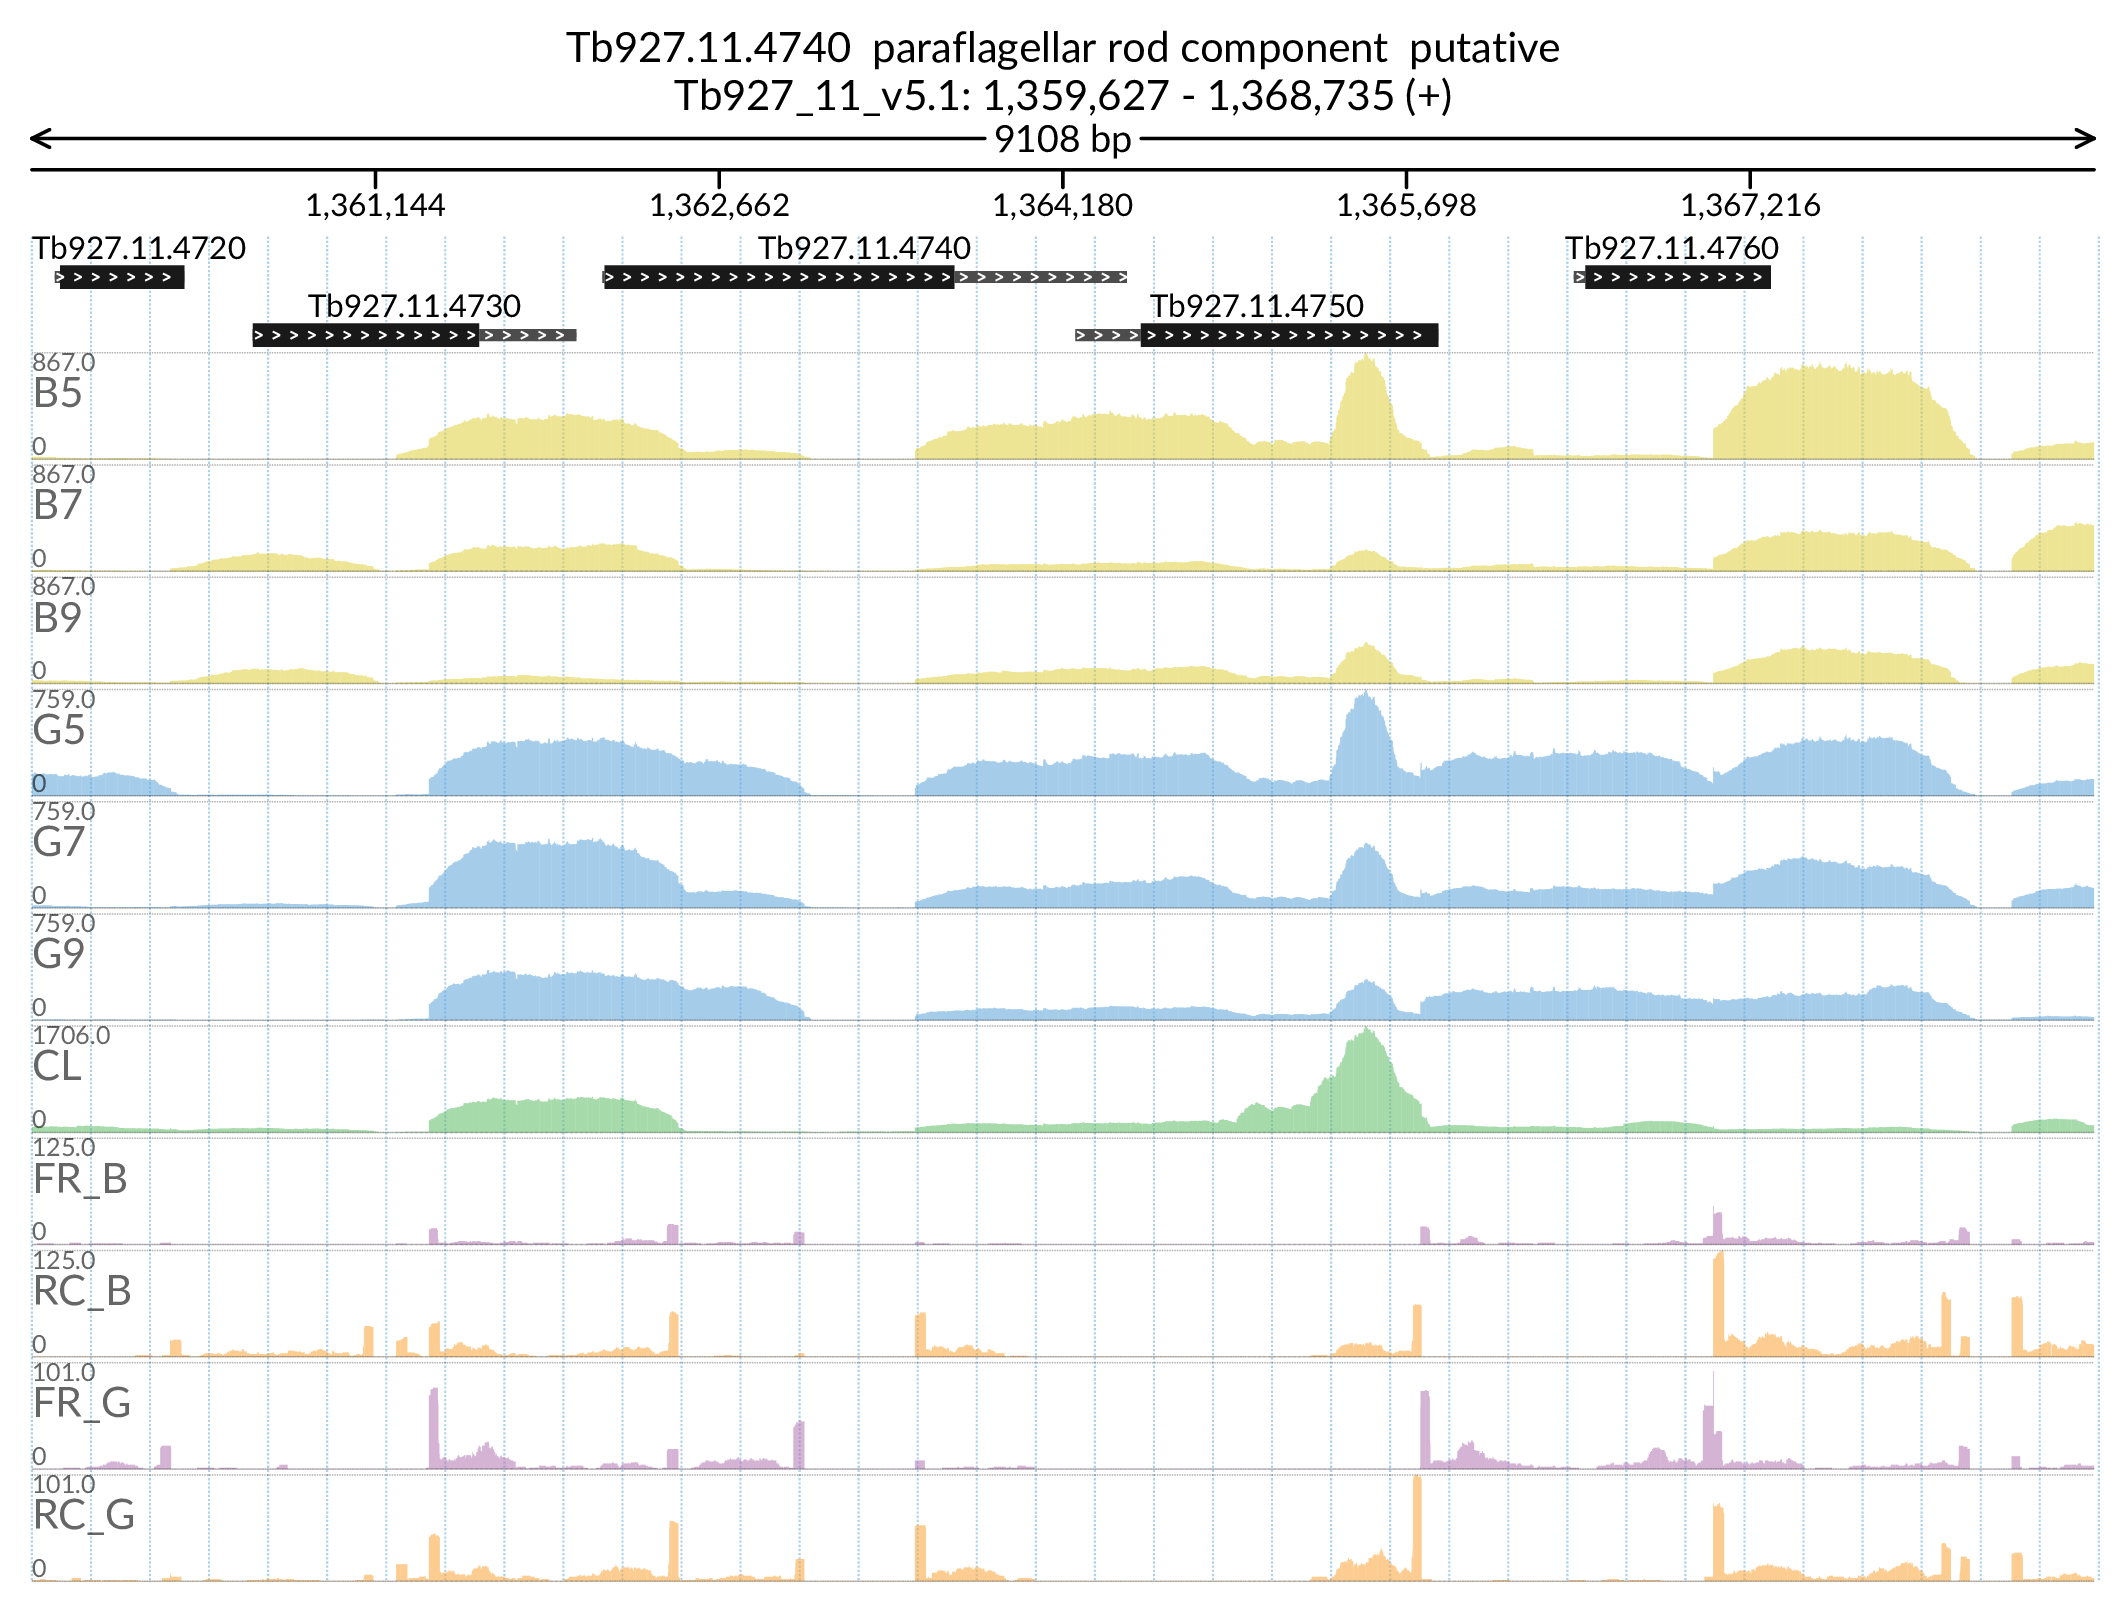 Tb927.11.4740  paraflagellar rod component  putative
Tb927_11_v5.1: 1,359,627 - 1,368,735 (+)
9108 bp
1,361,144 1,362,662 1,364,180 1,365,698 1,367,216
Tb927.11.4720 Tb927.11.4740 Tb927.11.4760
Tb927.11.4730 Tb927.11.4750
867.0
B5
0
867.0
B7
0
867.0
B9
0
759.0
G5
0
759.0
G7
0
759.0
G9
0
1706.0
CL
0
125.0
FR_B
0
125.0
RC_B
0
101.0
FR_G
0
101.0
RC_G
0